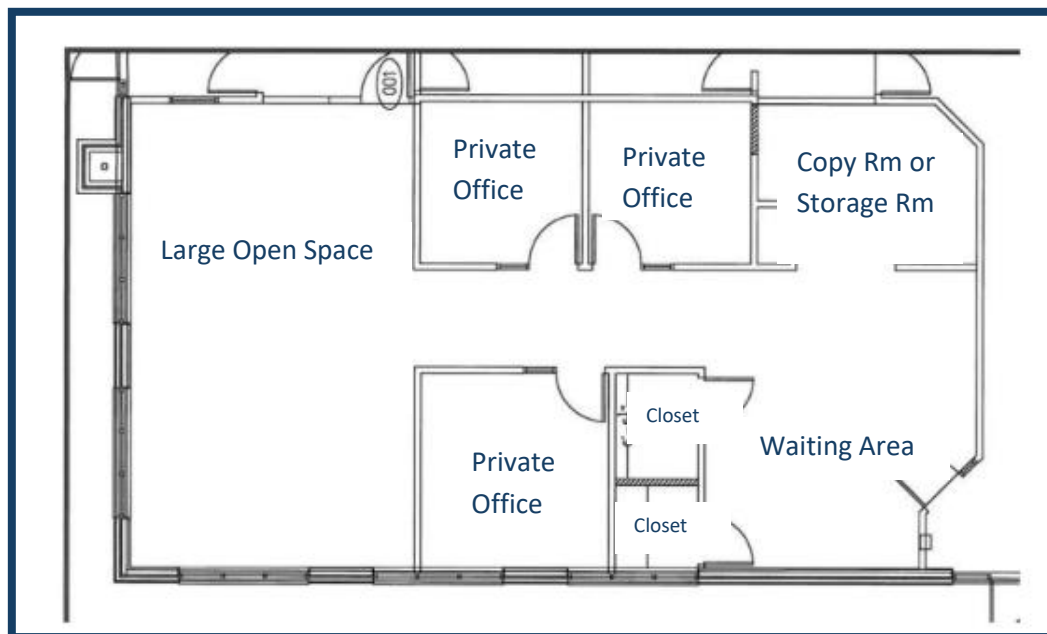 001
Private
Office
Private
Office
Copy Rm or
Storage Rm
Large Open Space
Closet
Waiting Area
Private
Office
Closet